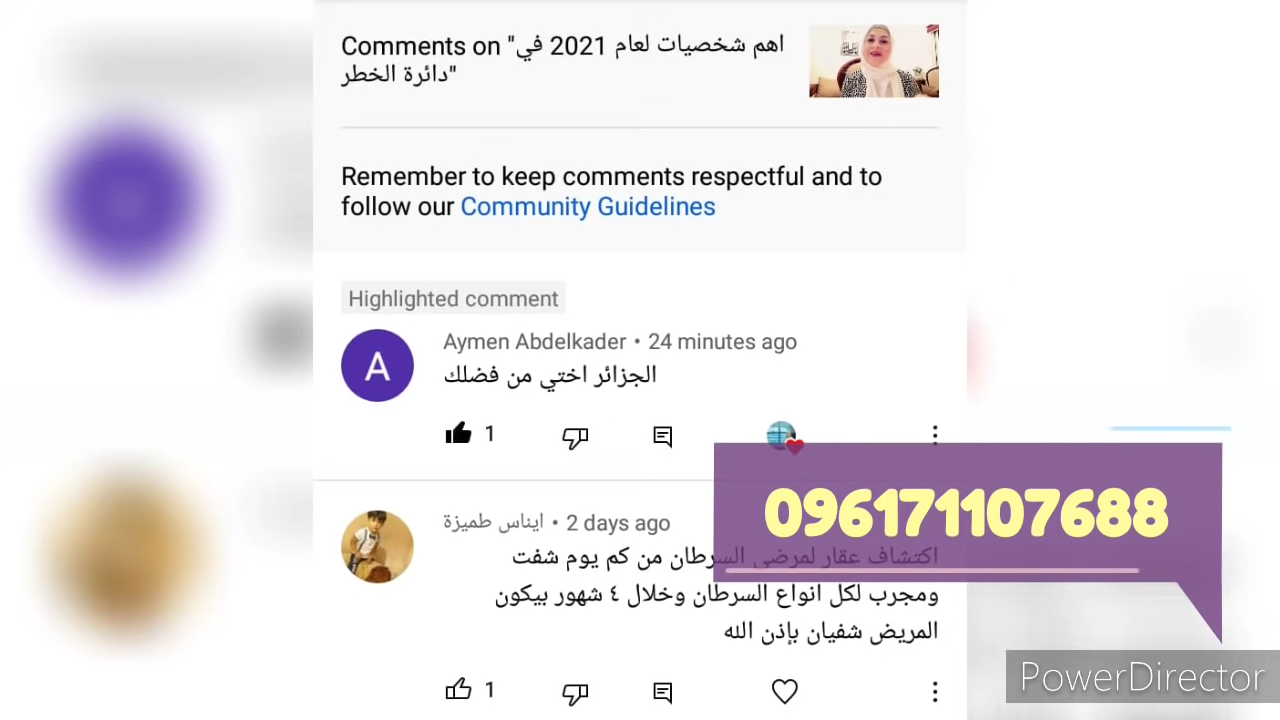 Comments on "اهم شخصيات لعام 2021 في
دائرة الخطر"
Remember to keep comments respectful and to
follow our Community Guidelines
Highlighted comment
Aymen Abdelkader • 24 minutes ago
الجزائر اختي من فضلك
1
ايناس طميزة • 2 days ago
اكتشاف عقار لمرضى السرطان من كم يوم شفت
ومجرب لكل انواع السرطان وخلال ٤ شهور بيكون
المريض شفيان بإذن الله
1
096171107688
PowerDirector